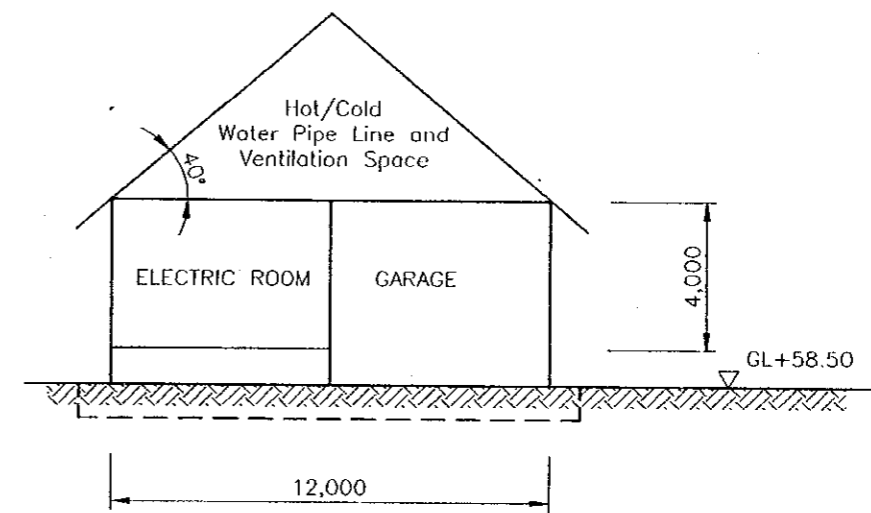 Hot/Cold
Water Pipe Line and
Ventilation Space
40°
ELECTRIC ROOM
GARAGE
4,000
GL+58.50
12,000